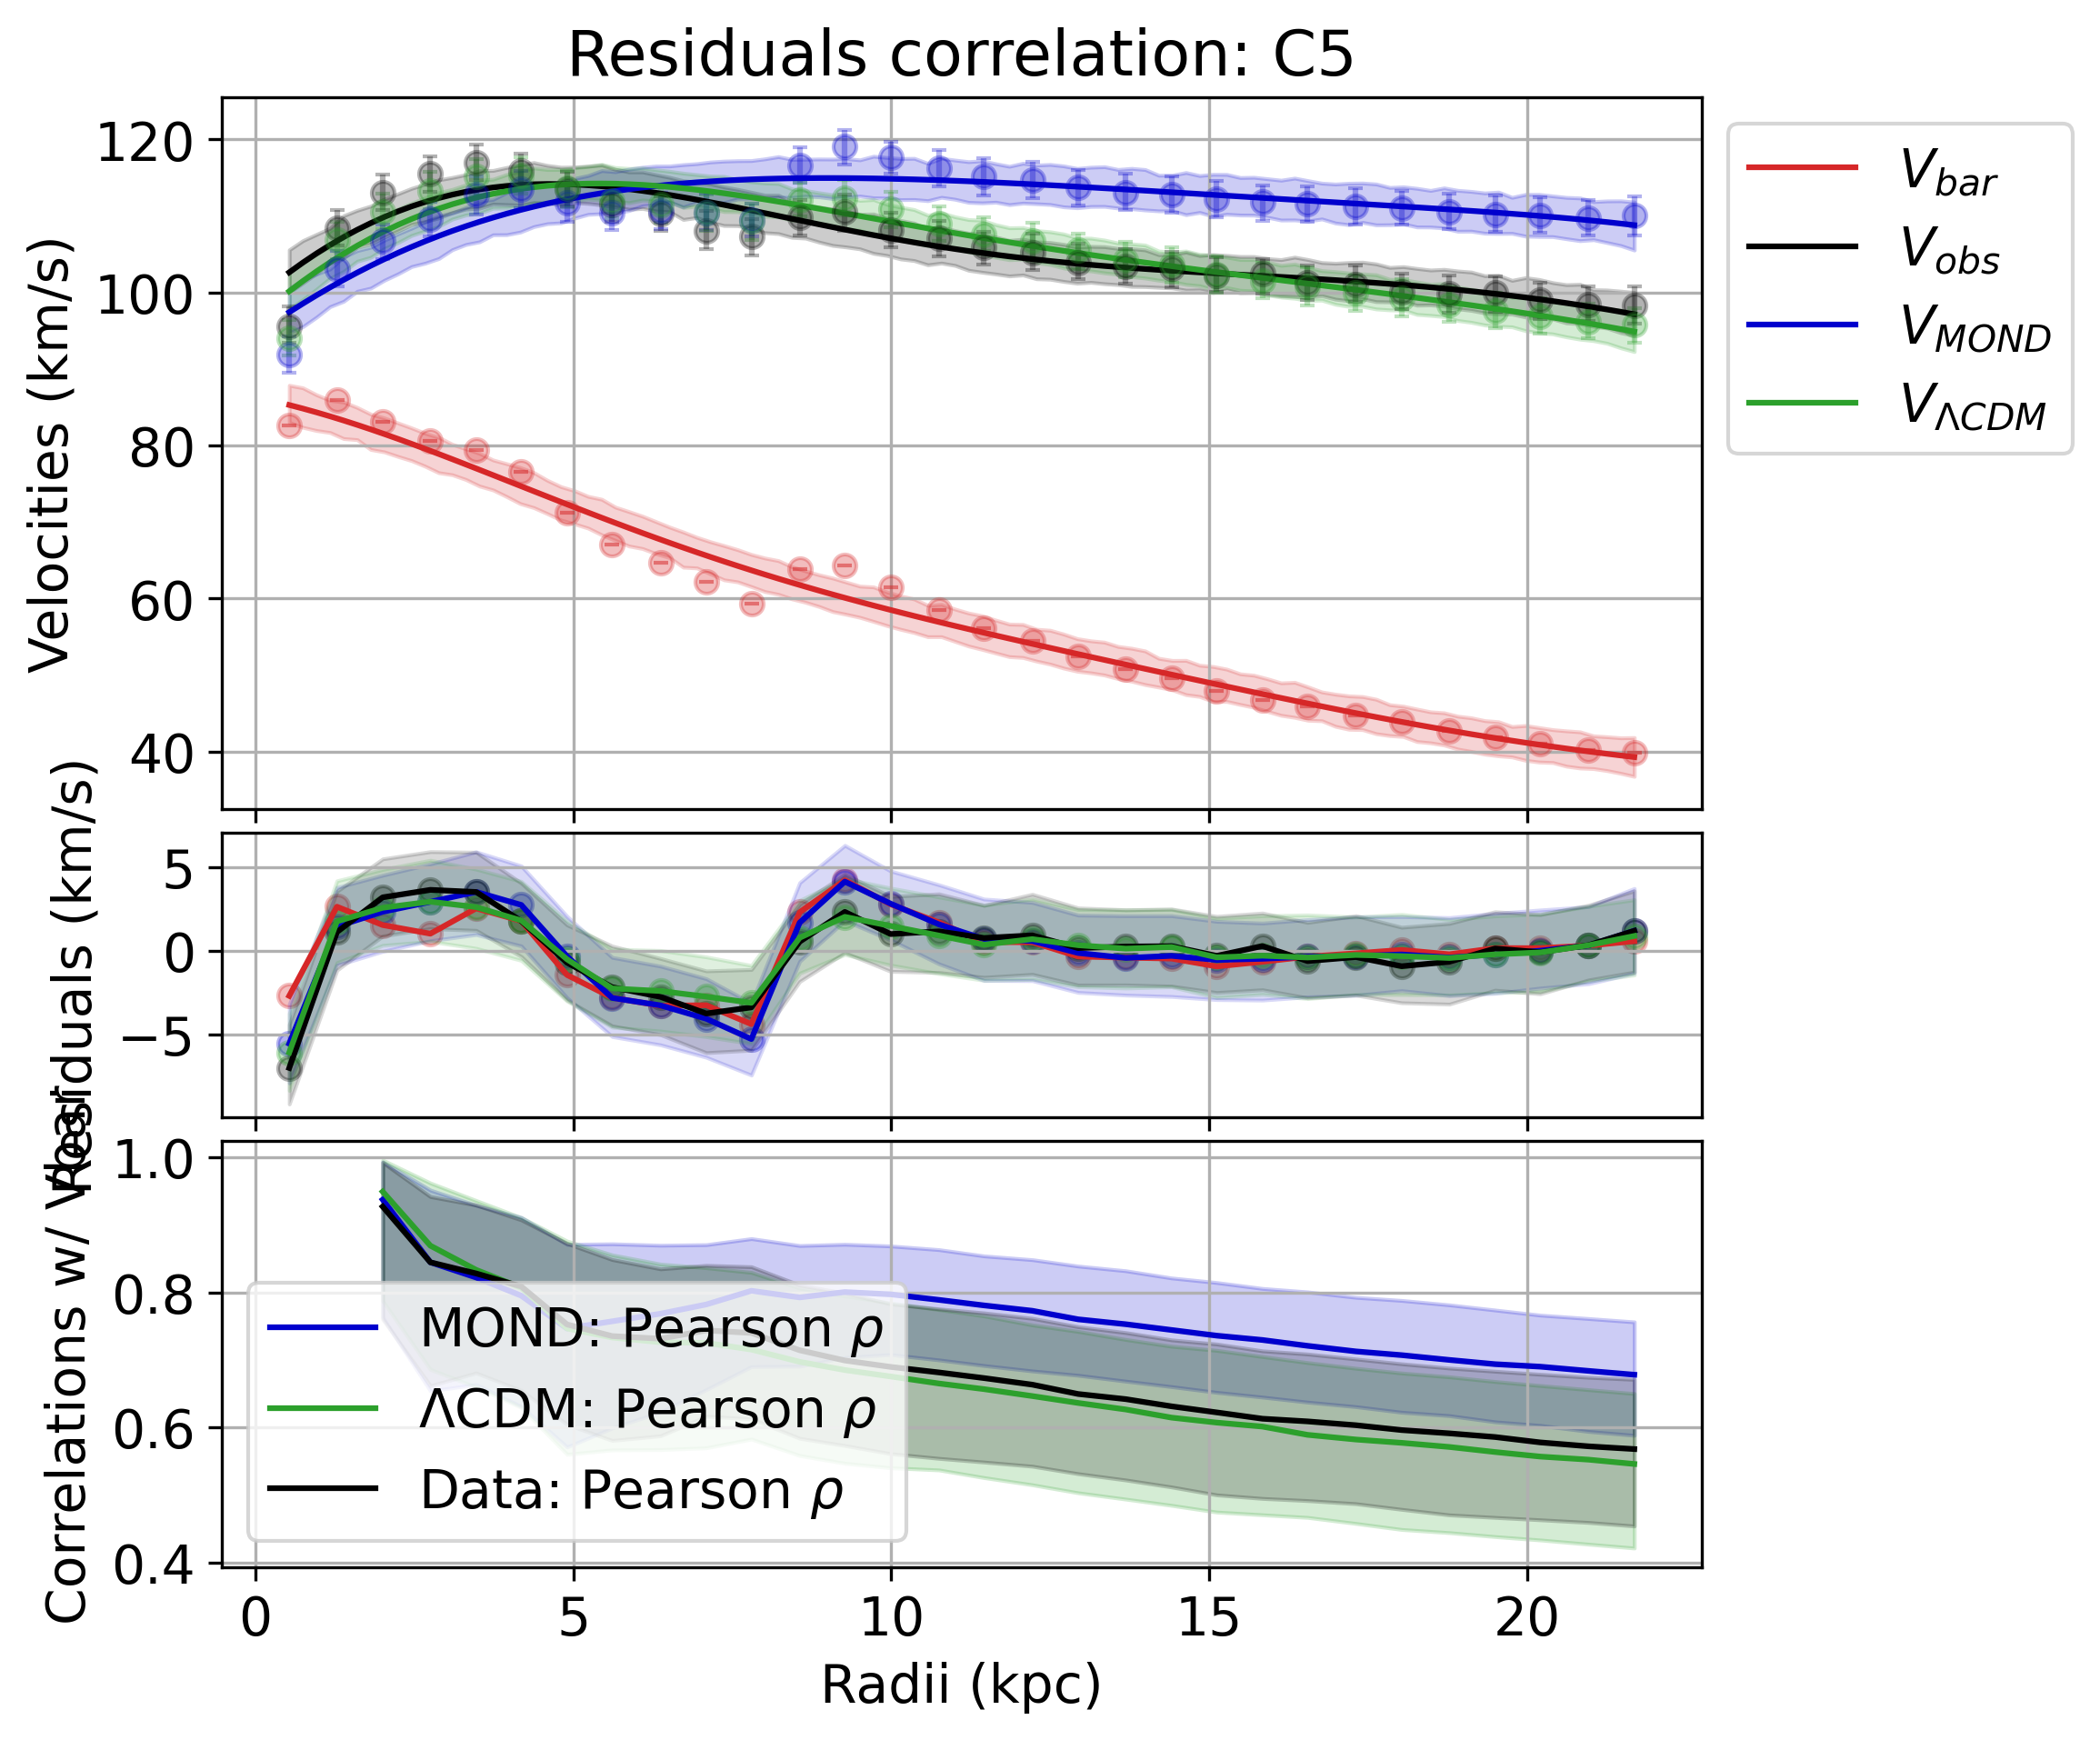 Residuals correlation: C5
Velocities (km/s)
120
100
80
60
40
V_bar
V_obs
V_MOND
V_ΛCDM
Residuals (km/s)
5
0
−5
Correlations w/ Vbar
1.0
0.8
0.6
0.4
MOND: Pearson ρ
ΛCDM: Pearson ρ
Data: Pearson ρ
0 5 10 15 20
Radii (kpc)